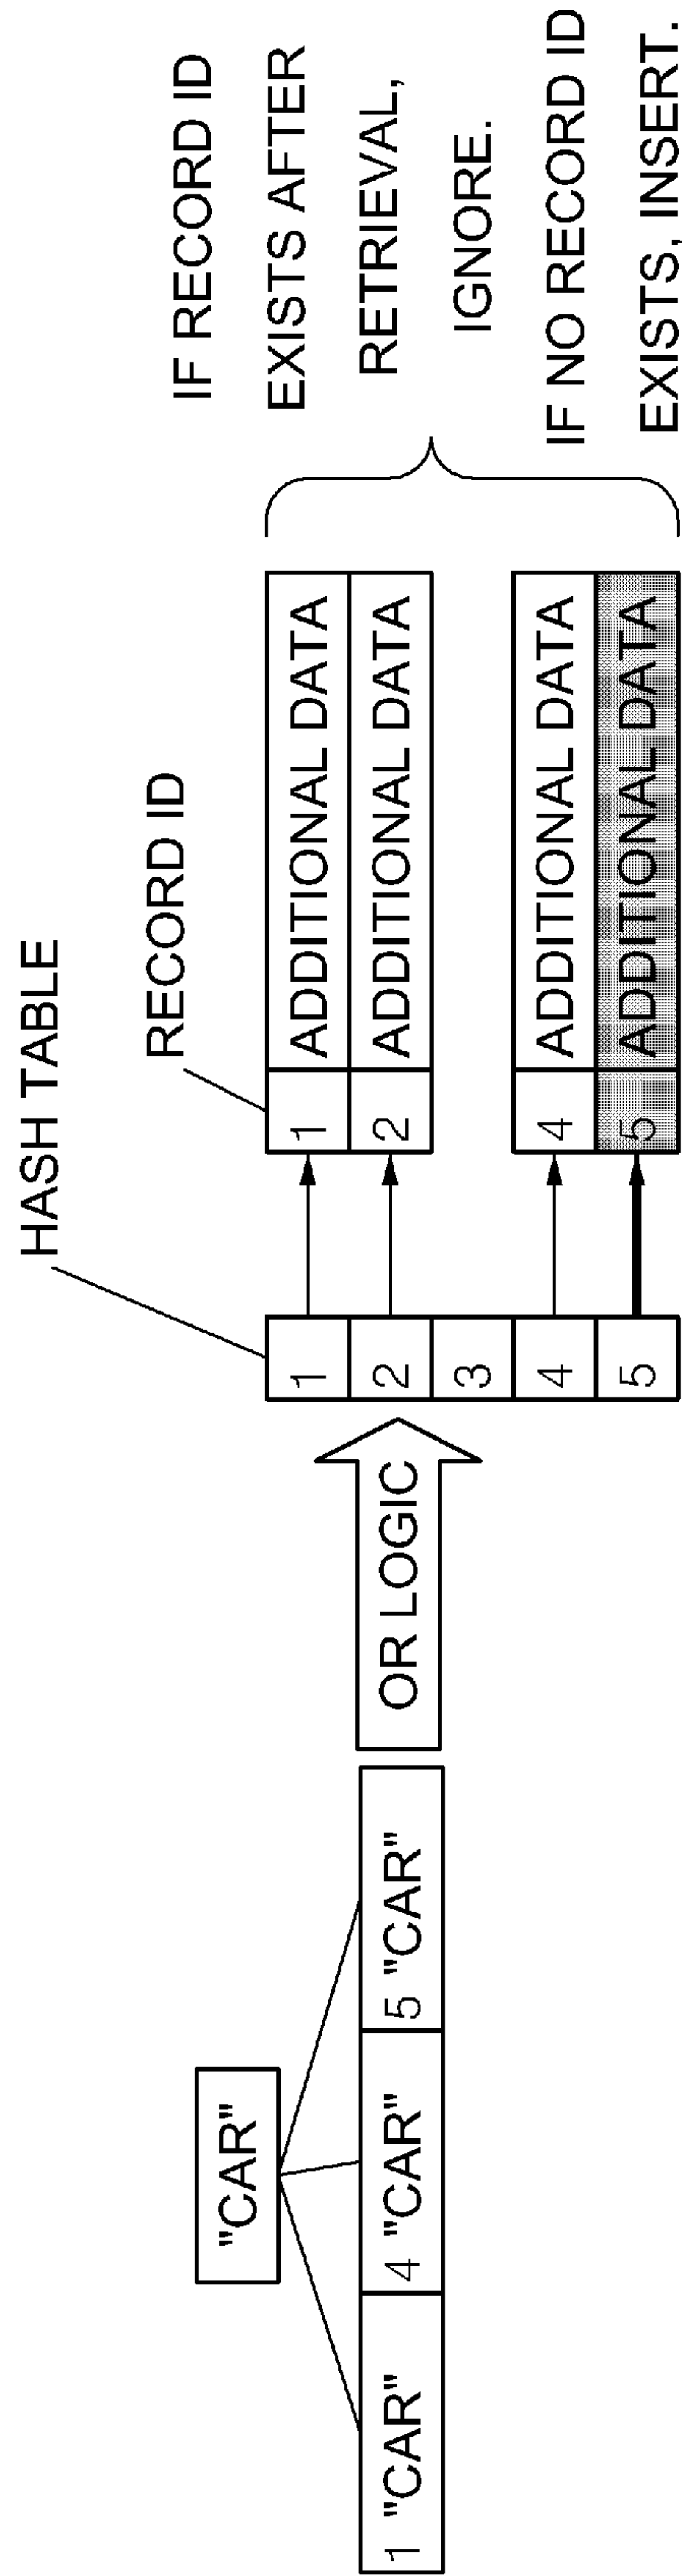 HASH TABLE
RECORD ID
"CAR"
1 "CAR" 4 "CAR" 5 "CAR"
OR LOGIC
1
2
3
4
5
1 ADDITIONAL DATA
2 ADDITIONAL DATA
4 ADDITIONAL DATA
5 ADDITIONAL DATA
IF RECORD ID
EXISTS AFTER
RETRIEVAL,
IGNORE.
IF NO RECORD ID
EXISTS, INSERT.